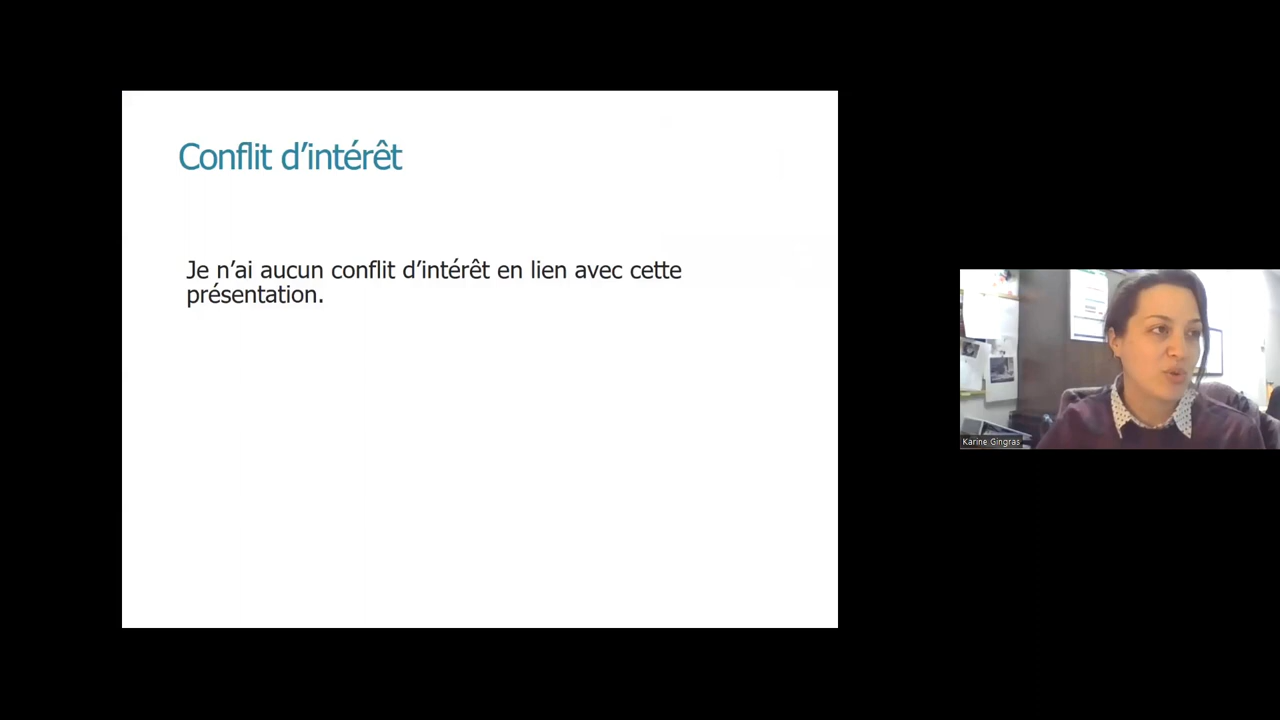 Conflit d’intérêt
Je n’ai aucun conflit d’intérêt en lien avec cette
présentation.
Karine Gingras